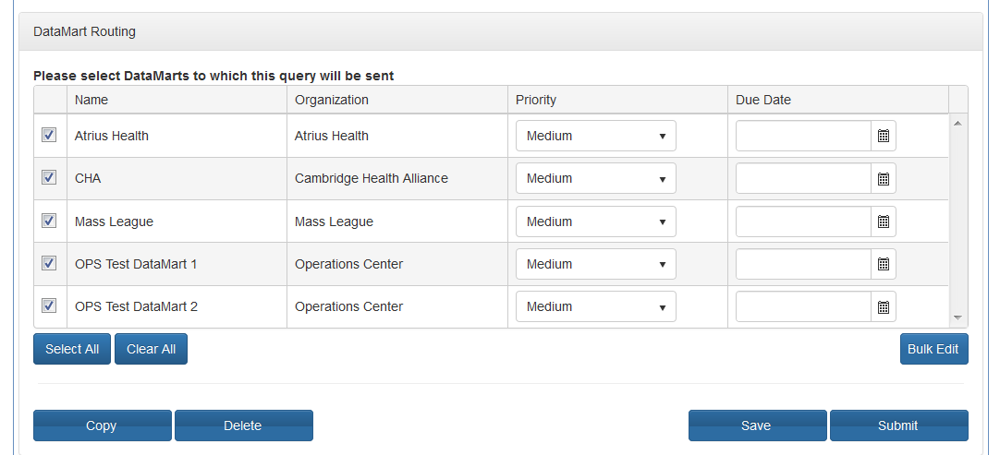 DataMart Routing
Please select DataMarts to which this query will be sent
Name Organization Priority Due Date
Atrius Health Atrius Health Medium
CHA Cambridge Health Alliance Medium
Mass League Mass League Medium
OPS Test DataMart 1 Operations Center Medium
OPS Test DataMart 2 Operations Center Medium
Select All Clear All Bulk Edit
Copy Delete Save Submit